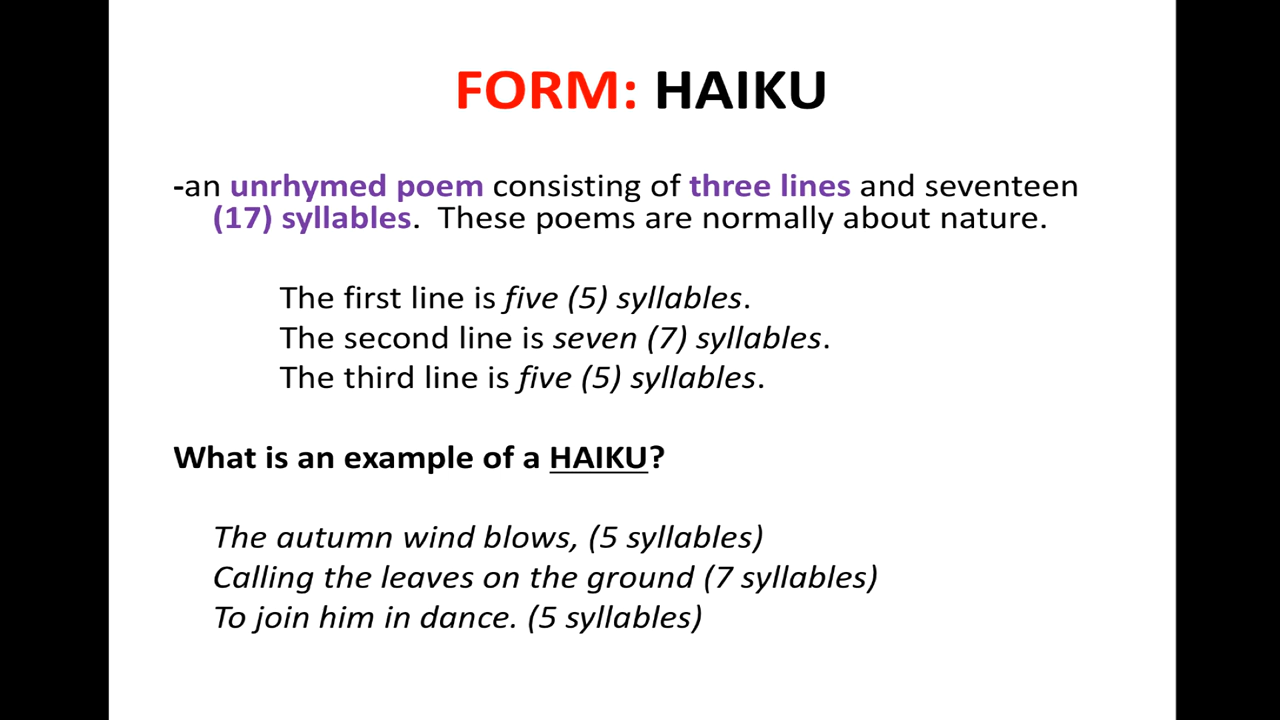 FORM: HAIKU
-an unrhymed poem consisting of three lines and seventeen
(17) syllables. These poems are normally about nature.
The first line is five (5) syllables.
The second line is seven (7) syllables.
The third line is five (5) syllables.
What is an example of a HAIKU?
The autumn wind blows, (5 syllables)
Calling the leaves on the ground (7 syllables)
To join him in dance. (5 syllables)